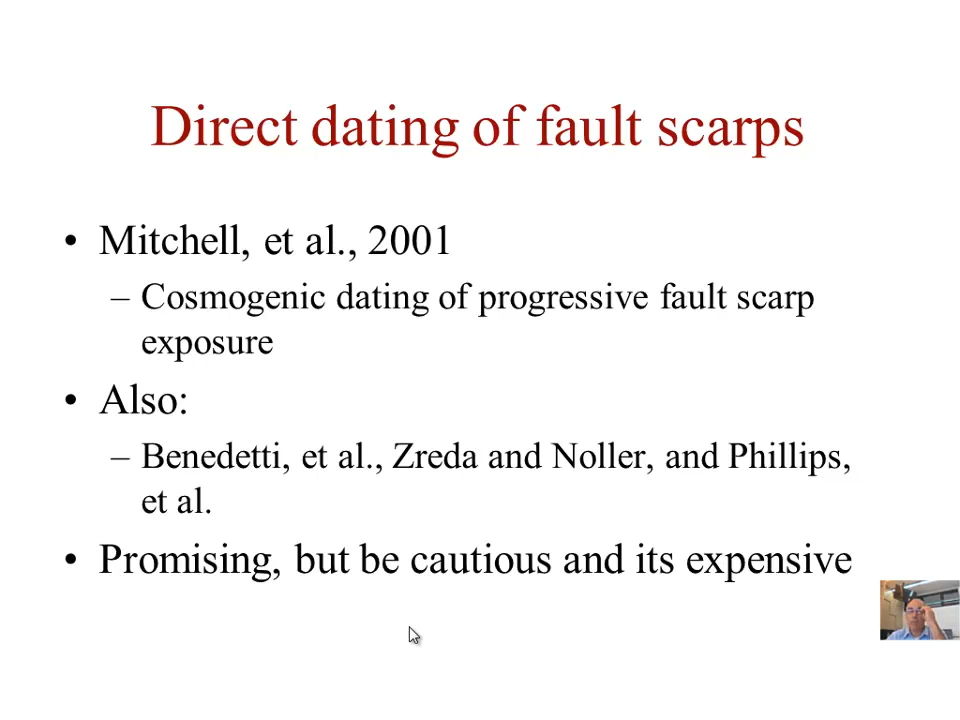 Direct dating of fault scarps
• Mitchell, et al., 2001
– Cosmogenic dating of progressive fault scarp
exposure
• Also:
– Benedetti, et al., Zreda and Noller, and Phillips,
et al.
• Promising, but be cautious and its expensive